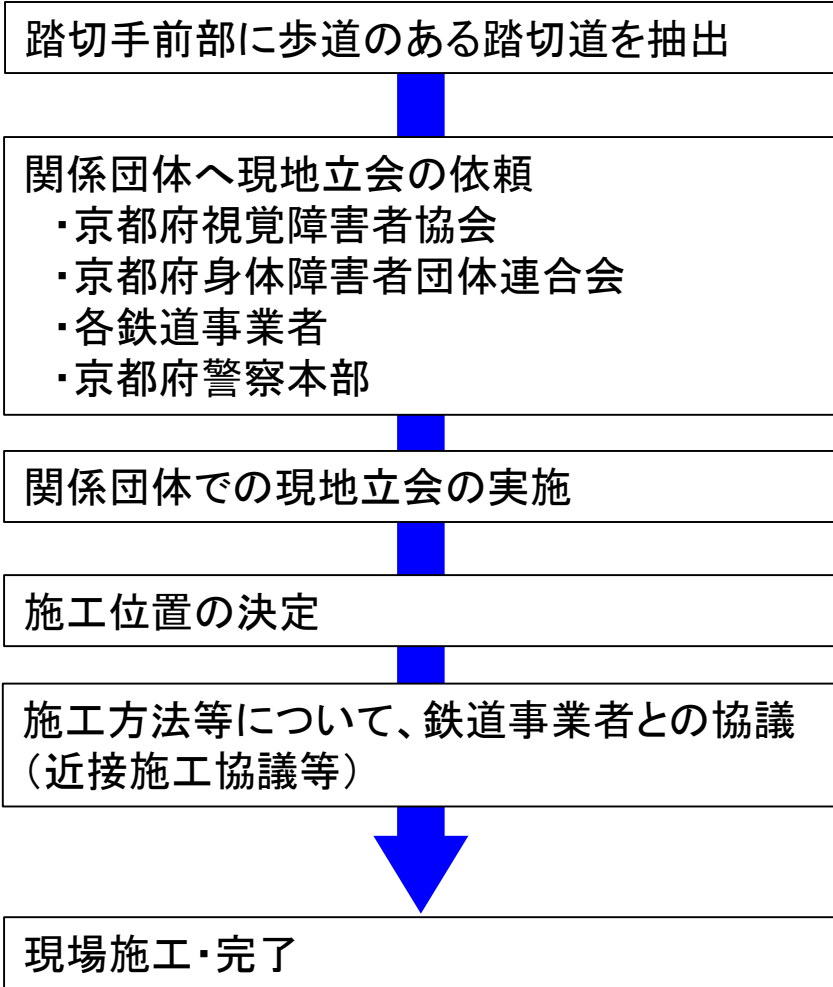 踏切手前部に歩道のある踏切道を抽出
関係団体へ現地立会の依頼
・京都府視覚障害者協会
・京都府身体障害者団体連合会
・各鉄道事業者
・京都府警察本部
関係団体での現地立会の実施
施工位置の決定
施工方法等について、鉄道事業者との協議
（近接施工協議等）
現場施工・完了